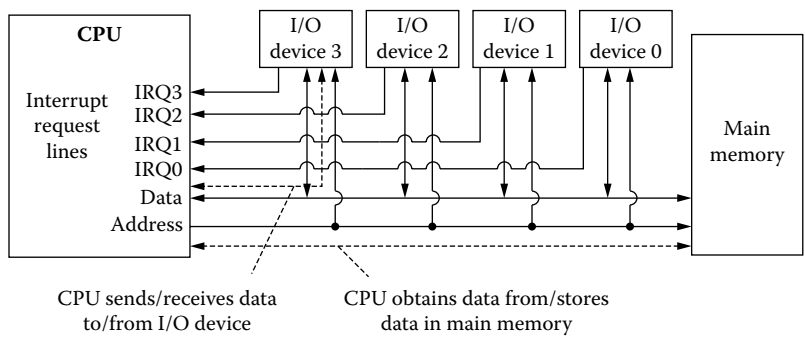 CPU
I/O
device 3
I/O
device 2
I/O
device 1
I/O
device 0
Interrupt
request
lines
IRQ3
IRQ2
IRQ1
IRQ0
Data
Address
Main
memory
CPU sends/receives data
to/from I/O device
CPU obtains data from/stores
data in main memory